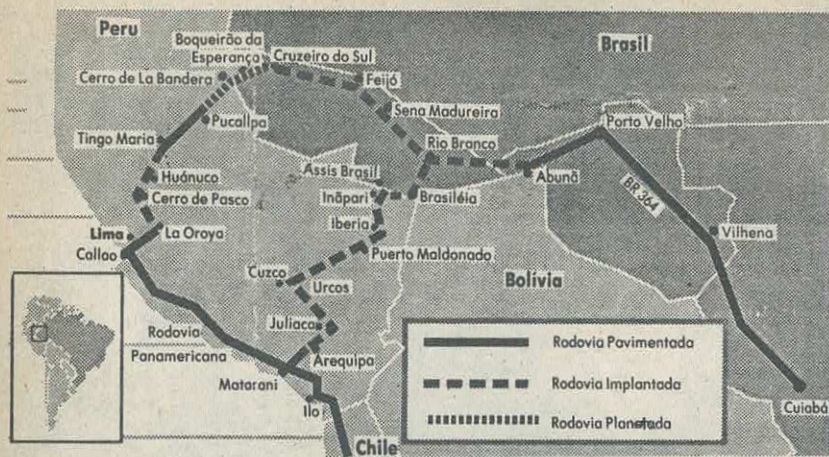 Peru
Boqueirão da
Esperança
Cruzeiro do Sul
Brasil
Cerro de La Bandera
Feijó
Sena Madureira
Pucallpa
Porto Velho
Tingo Maria
Rio Branco
Assis Brasil
Abunã
Huánuco
Iñapari
Brasiléia
BR 364
Cerro de Pasco
Iberia
Vilhena
Lima
La Oroya
Puerto Maldonado
Callao
Cuzco
Urcos
Bolívia
Juliaca
Rodovia
Panamericana
Rodovia Pavimentada
Arequipa
Matarani
Rodovia Implantada
Cuiabá
Ilo
Rodovia Planejada
Chile